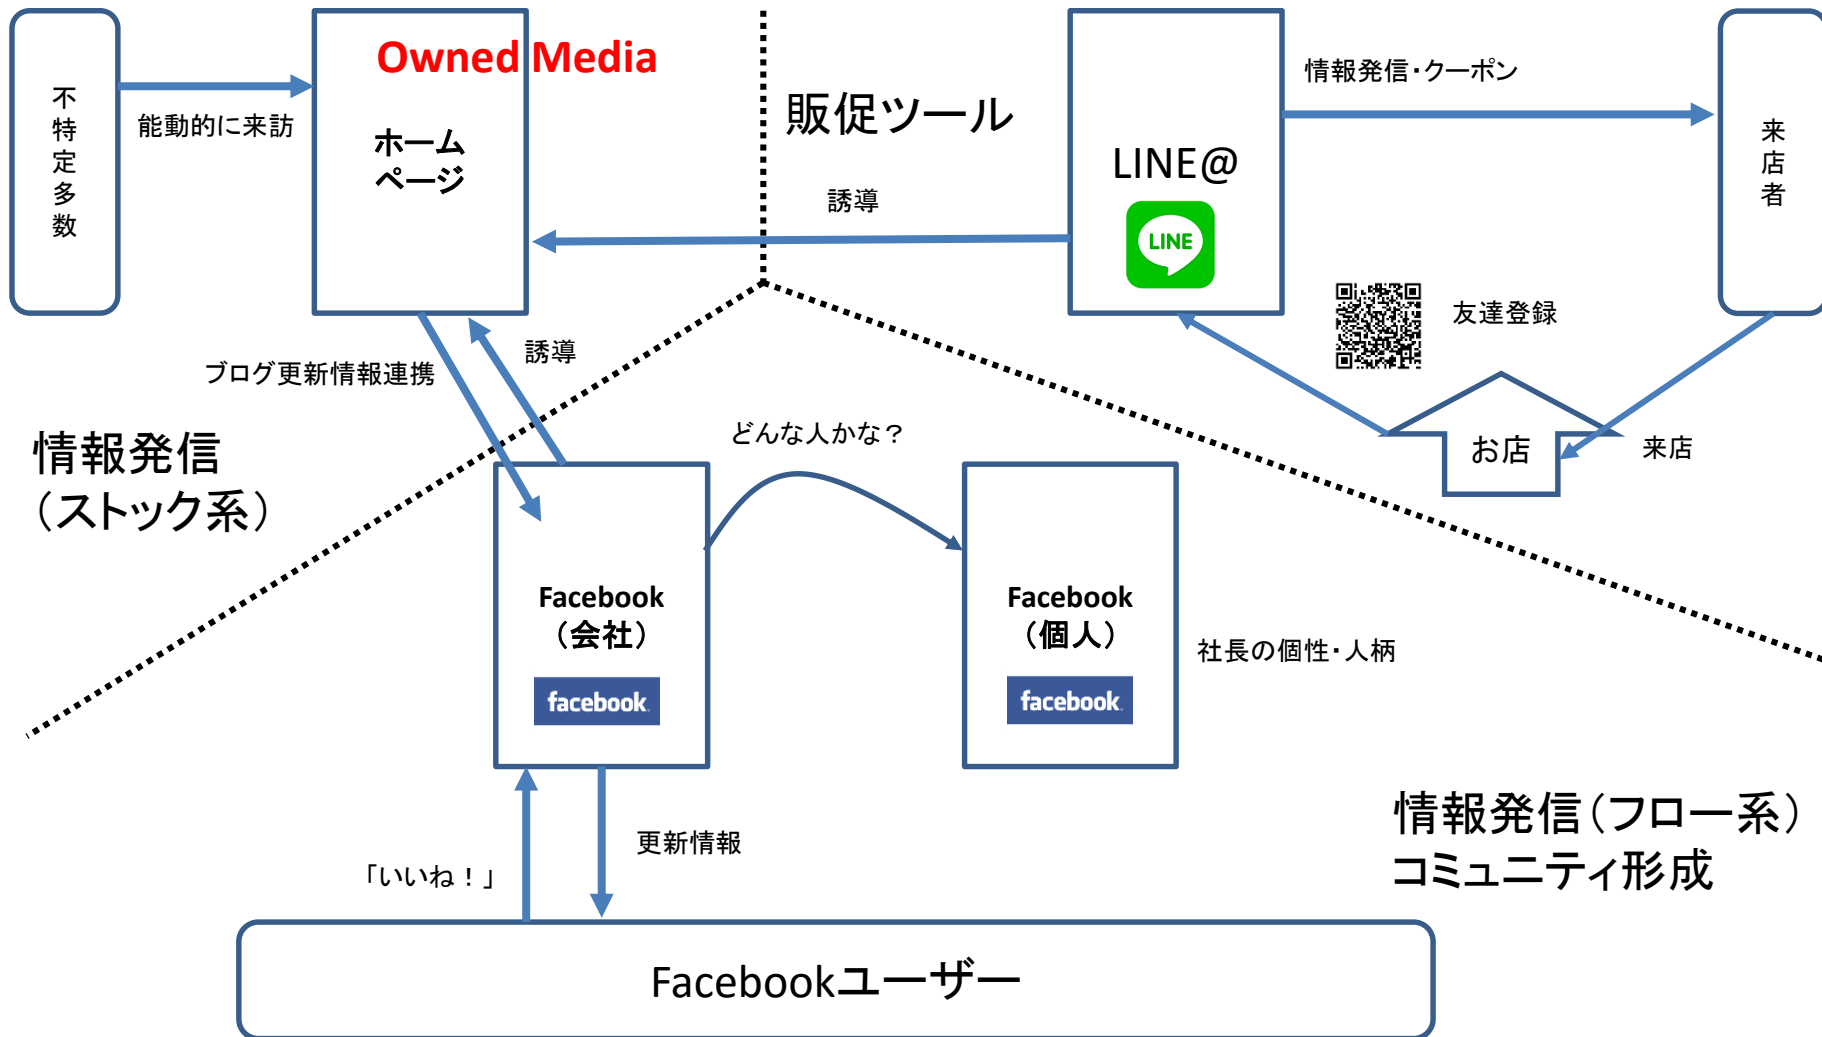 不特定多数
能動的に来訪
Owned Media
ホーム
ページ
販促ツール
LINE@
LINE
情報発信・クーポン
来店者
誘導
友達登録
お店
来店
ブログ更新情報連携
誘導
情報発信
（ストック系）
どんな人かな？
Facebook
（会社）
facebook.
Facebook
（個人）
facebook.
社長の個性・人柄
情報発信（フロー系）
コミュニティ形成
「いいね！」
更新情報
Facebookユーザー